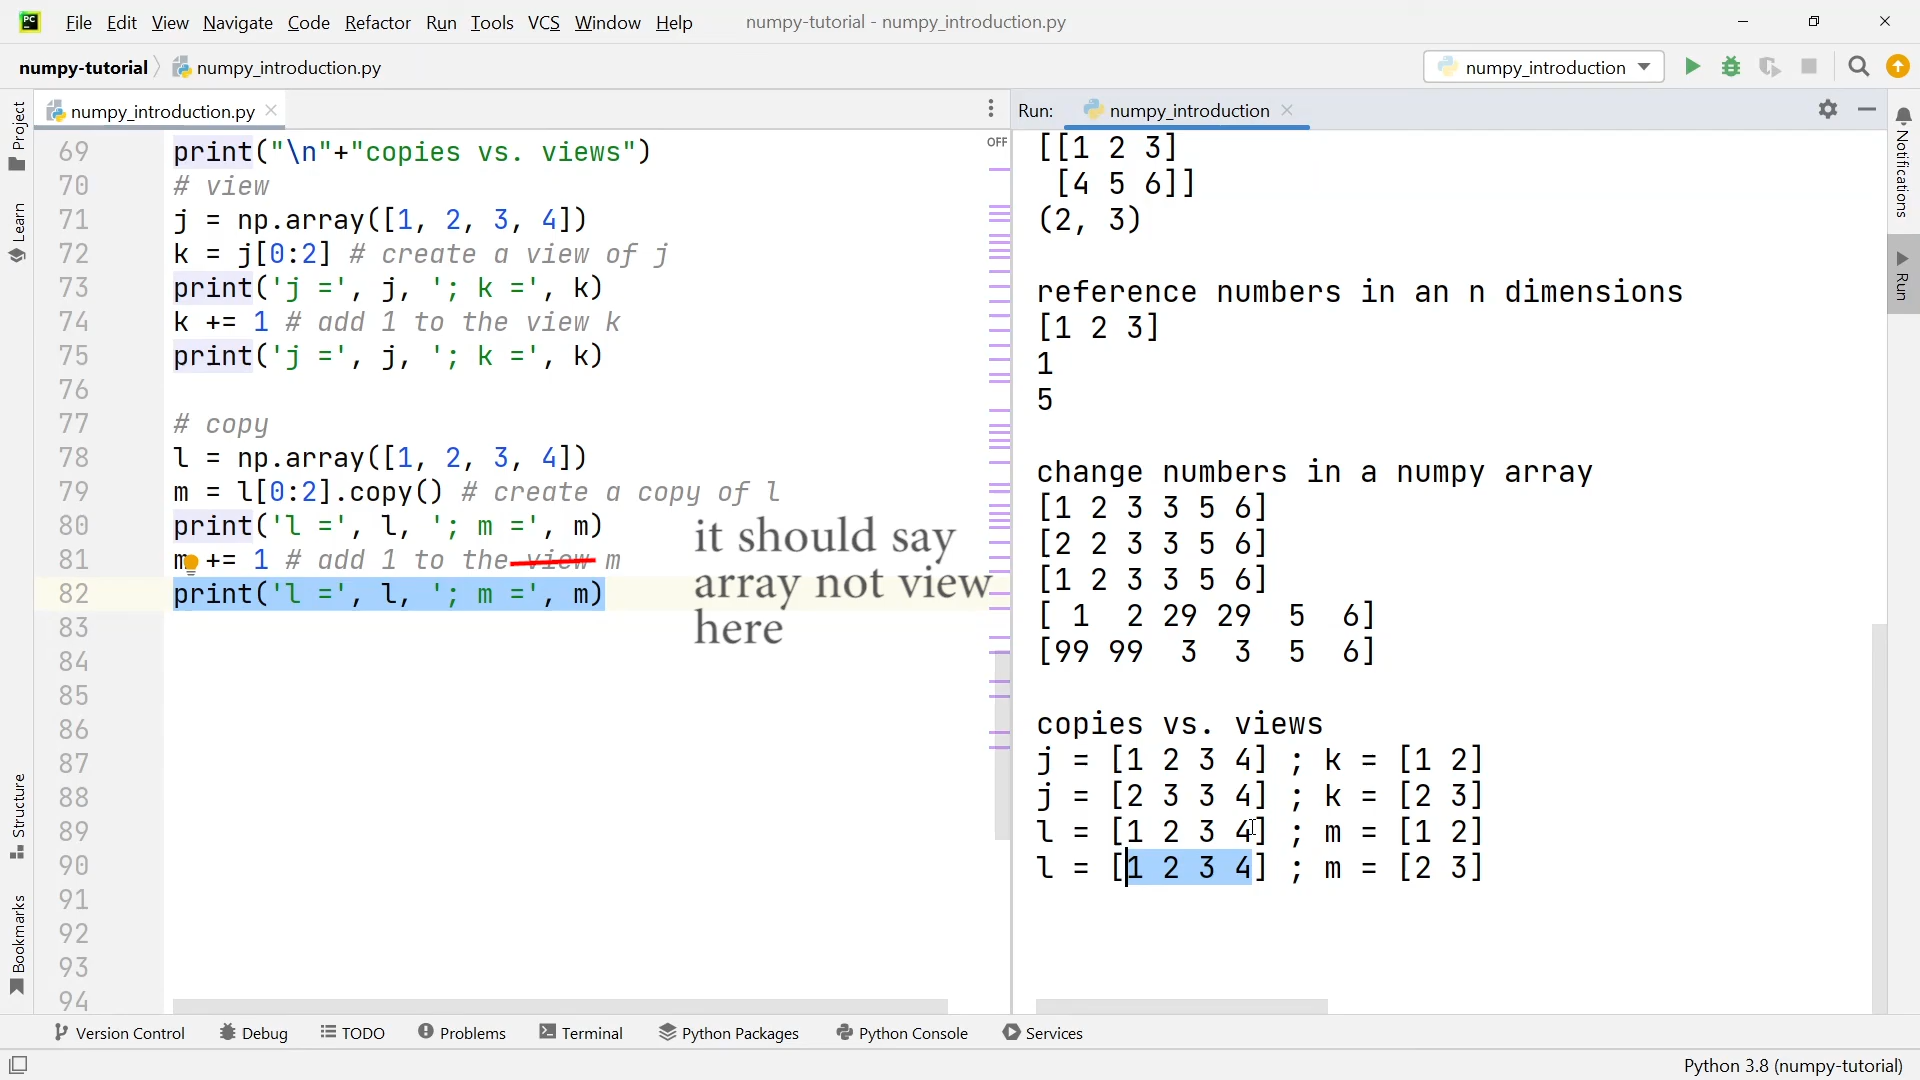 File Edit View Navigate Code Refactor Run Tools VCS Window Help numpy-tutorial - numpy_introduction.py
numpy-tutorial numpy_introduction.py numpy_introduction
Project
Learn
Structure
Bookmarks
numpy_introduction.py
OFF
69 print("\n"+"copies vs. views")
70 # view
71 j = np.array([1, 2, 3, 4])
72 k = j[0:2] # create a view of j
73 print('j =', j, '; k =', k)
74 k += 1 # add 1 to the view k
75 print('j =', j, '; k =', k)
76
77 # copy
78 l = np.array([1, 2, 3, 4])
79 m = l[0:2].copy() # create a copy of l
80 print('l =', l, '; m =', m)
81 m += 1 # add 1 to the view m
82 print('l =', l, '; m =', m)
83
84
85
86
87
88
89
90
91
92
93
94
it should say
array not view
here
Run: numpy_introduction
[[1 2 3]
[4 5 6]]
(2, 3)
reference numbers in an n dimensions
[1 2 3]
1
5
change numbers in a numpy array
[1 2 3 3 5 6]
[2 2 3 3 5 6]
[1 2 3 3 5 6]
[ 1 2 29 29 5 6]
[99 99 3 3 5 6]
copies vs. views
j = [1 2 3 4] ; k = [1 2]
j = [2 3 3 4] ; k = [2 3]
l = [1 2 3 4] ; m = [1 2]
l = [1 2 3 4] ; m = [2 3]
Notifications
Run
Version Control Debug TODO Problems Terminal Python Packages Python Console Services
Python 3.8 (numpy-tutorial)